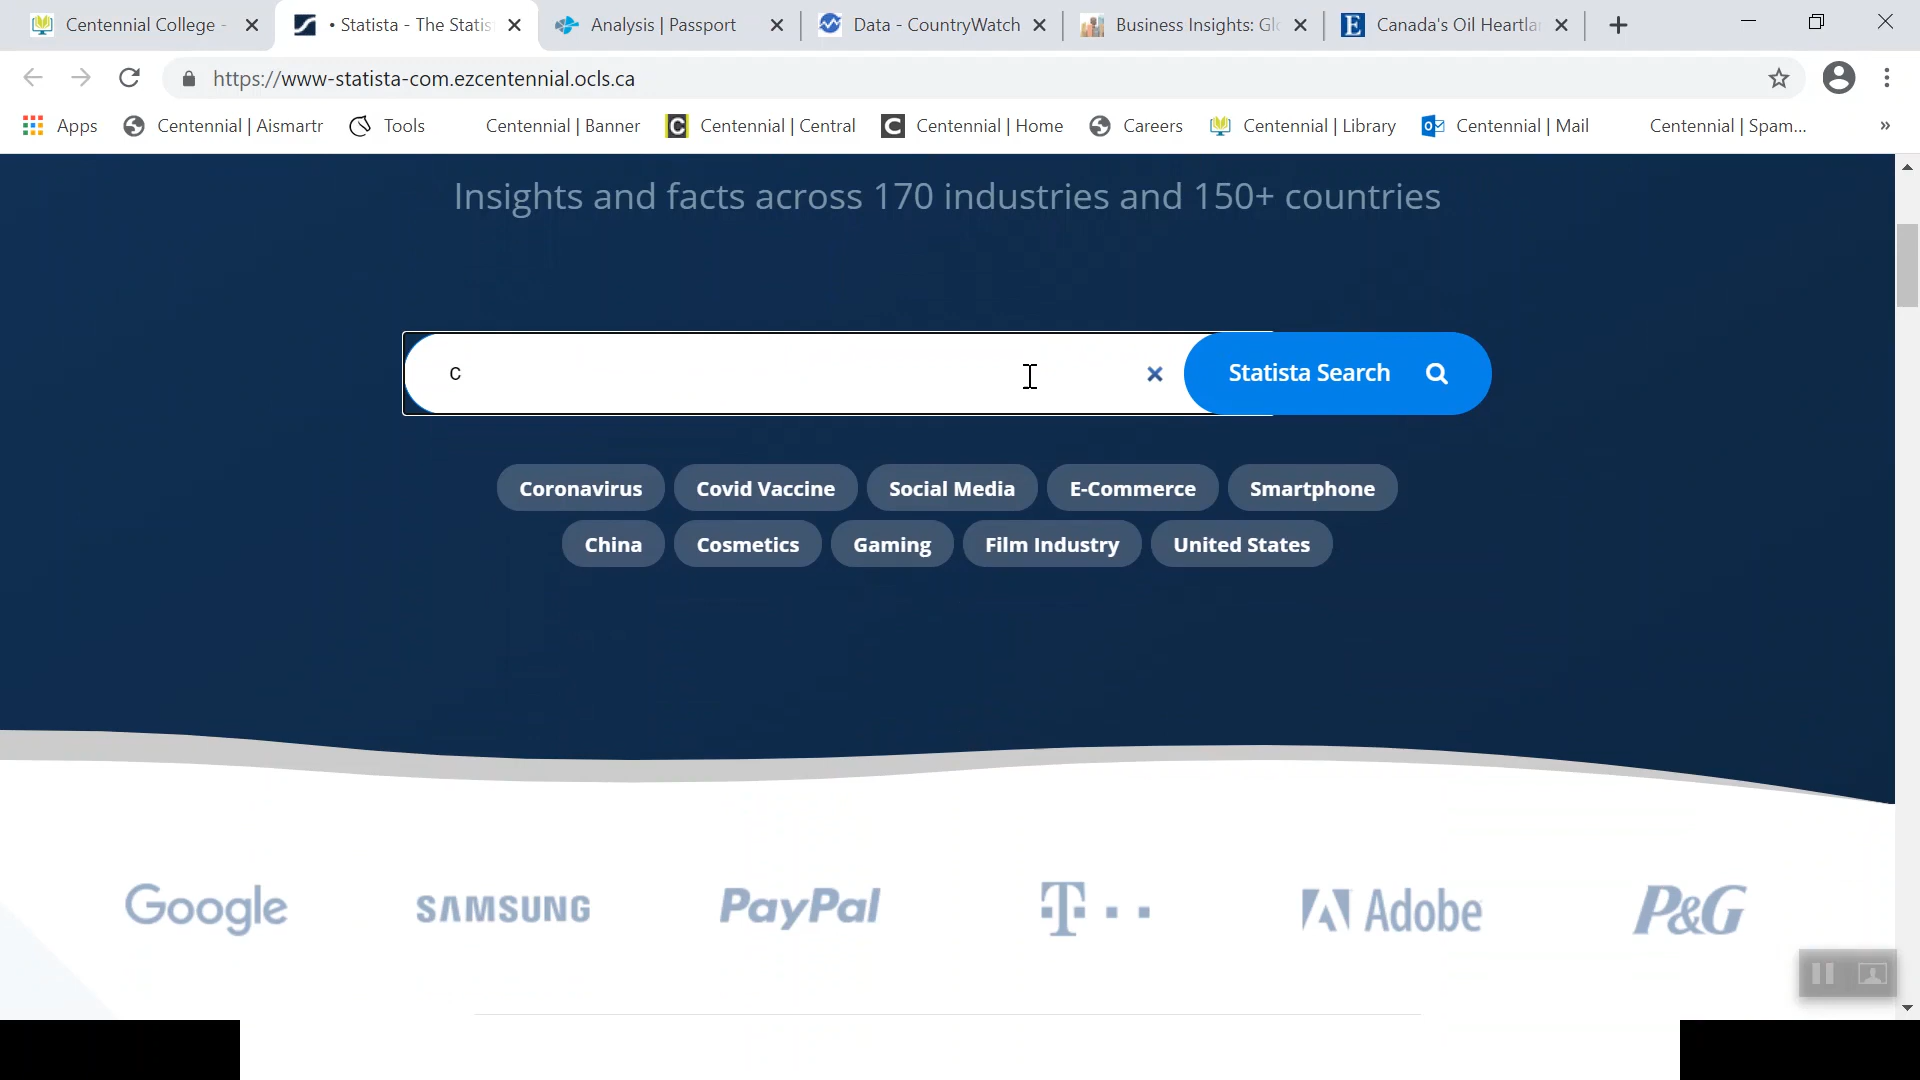 Centennial College -
• Statista - The Statis
Analysis | Passport
Data - CountryWatch
Business Insights: Glo
Canada's Oil Heartla
https://www-statista-com.ezcentennial.ocls.ca
Apps
Centennial | Aismartr
Tools
Centennial | Banner
Centennial | Central
Centennial | Home
Careers
Centennial | Library
Centennial | Mail
Centennial | Spam...
»
Insights and facts across 170 industries and 150+ countries
c
Statista Search
Coronavirus
Covid Vaccine
Social Media
E-Commerce
Smartphone
China
Cosmetics
Gaming
Film Industry
United States
Google
SAMSUNG
PayPal
T
Adobe
P&G